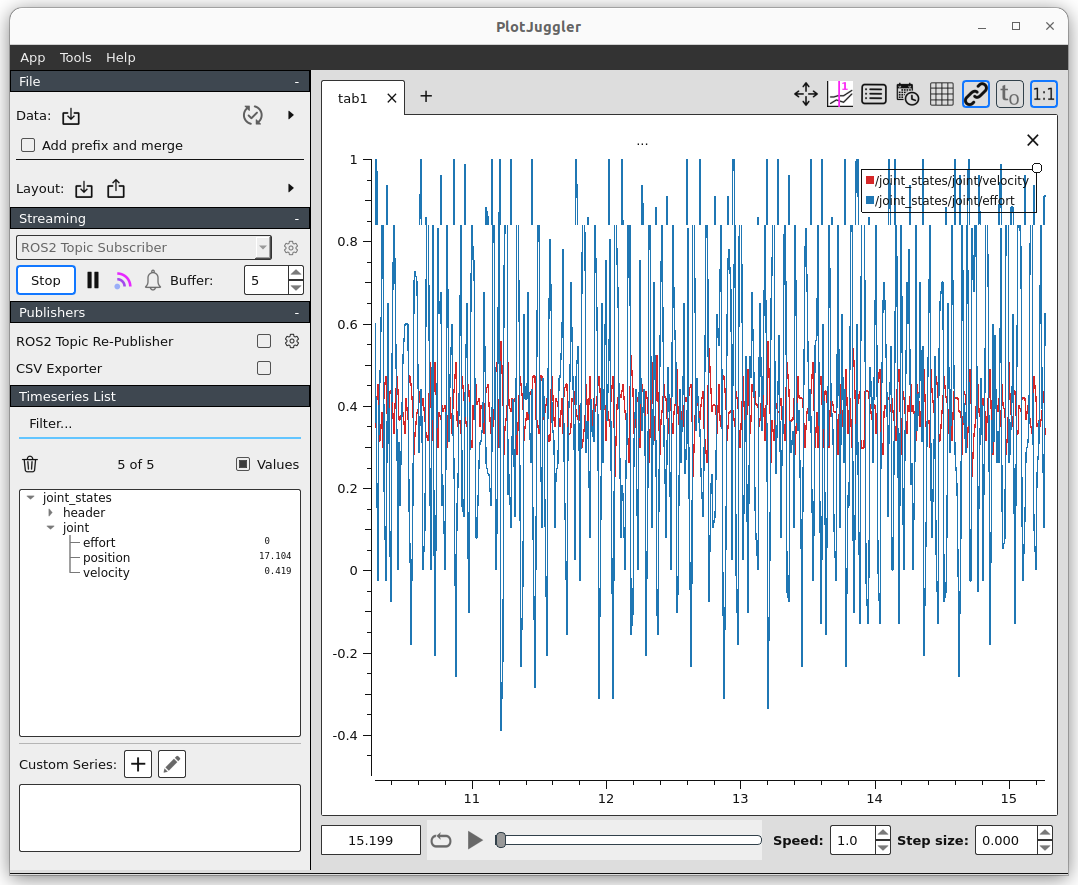 PlotJuggler
App Tools Help
File -
Data:
Add prefix and merge
Layout:
Streaming -
ROS2 Topic Subscriber
Stop Buffer: 5
Publishers -
ROS2 Topic Re-Publisher
CSV Exporter
Timeseries List
Filter...
5 of 5 Values
joint_states
header
joint
effort 0
position 17.104
velocity 0.419
Custom Series:
tab1
1
t0 1:1
...
/joint_states/joint/velocity
/joint_states/joint/effort
1
0.8
0.6
0.4
0.2
0
-0.2
-0.4
11 12 13 14 15
15.199 Speed: 1.0 Step size: 0.000